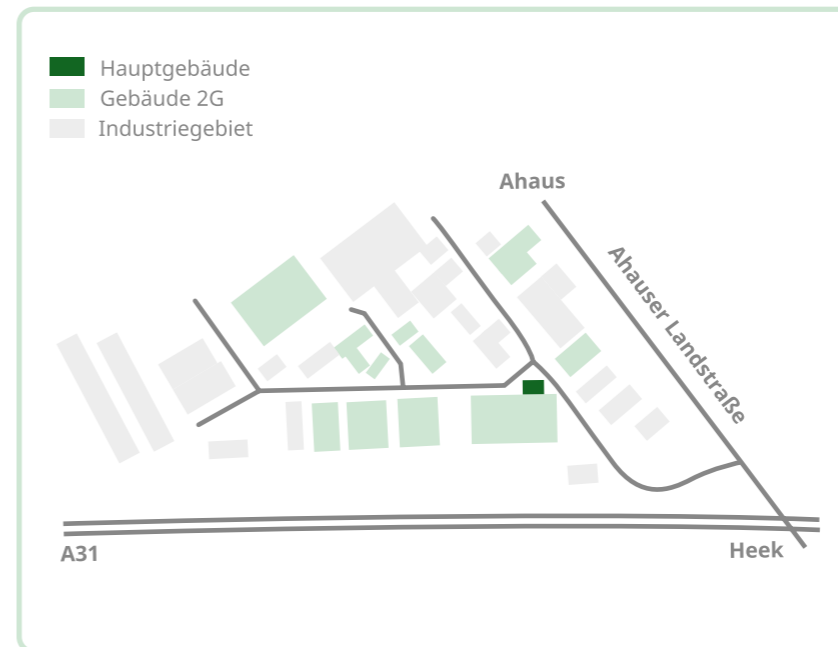 Hauptgebäude
Gebäude 2G
Industriegebiet
Ahaus
Ahauser Landstraße
A31
Heek